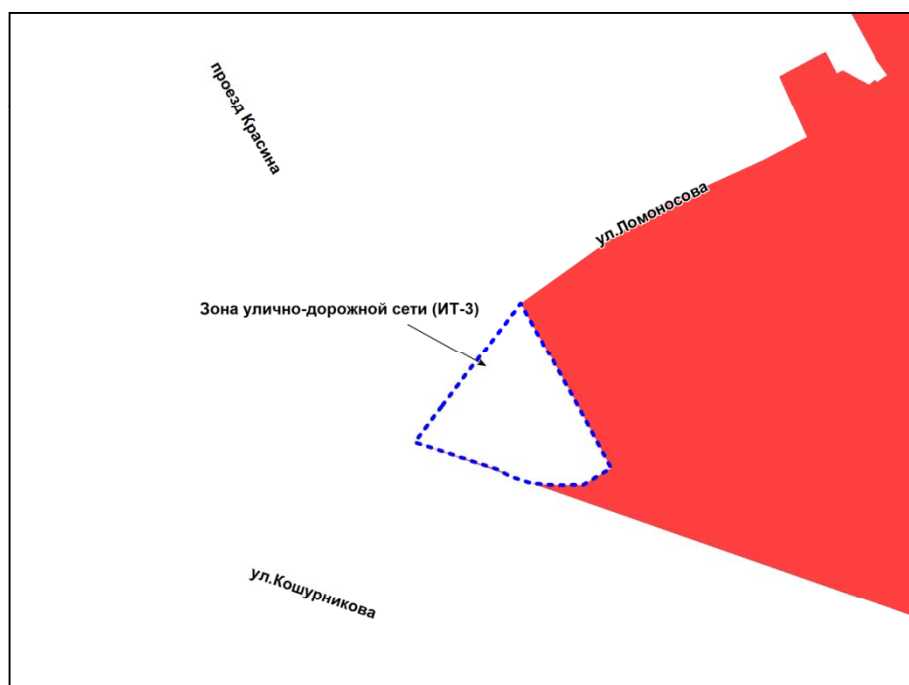 проезд Красина
ул.Ломоносова
Зона улично-дорожной сети (ИТ-3)
ул.Кошурникова